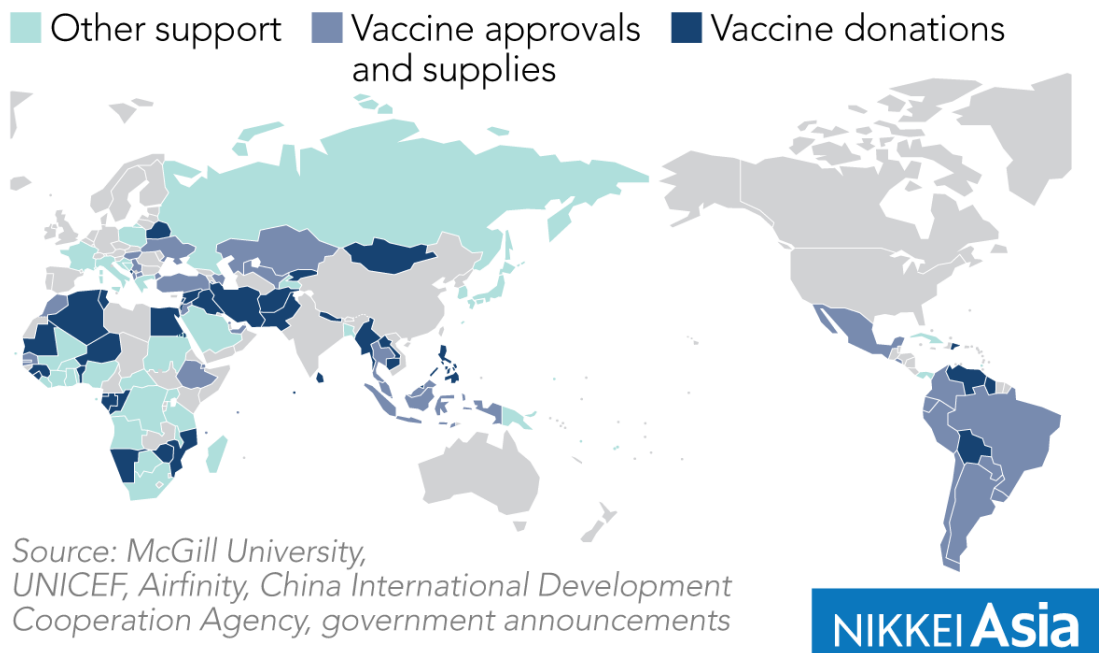 Other support
Vaccine approvals
and supplies
Vaccine donations
Source: McGill University,
UNICEF, Airfinity, China International Development
Cooperation Agency, government announcements
NIKKEI Asia